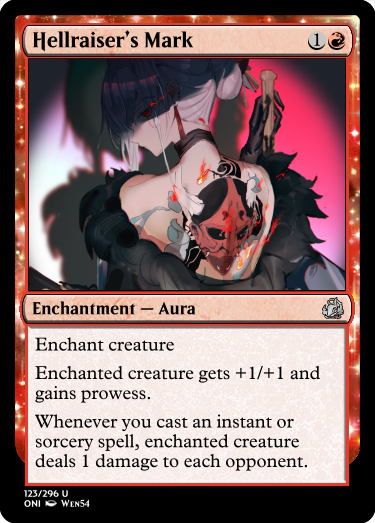 Hellraiser's Mark 1
Enchantment — Aura
Enchant creature
Enchanted creature gets +1/+1 and
gains prowess.
Whenever you cast an instant or
sorcery spell, enchanted creature
deals 1 damage to each opponent.
123/296 U
ONI Wen54